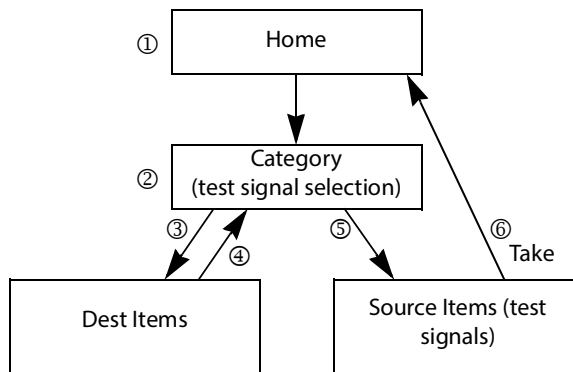 ① Home
② Category
(test signal selection)
③
④
⑤
⑥
Take
Dest Items
Source Items (test
signals)